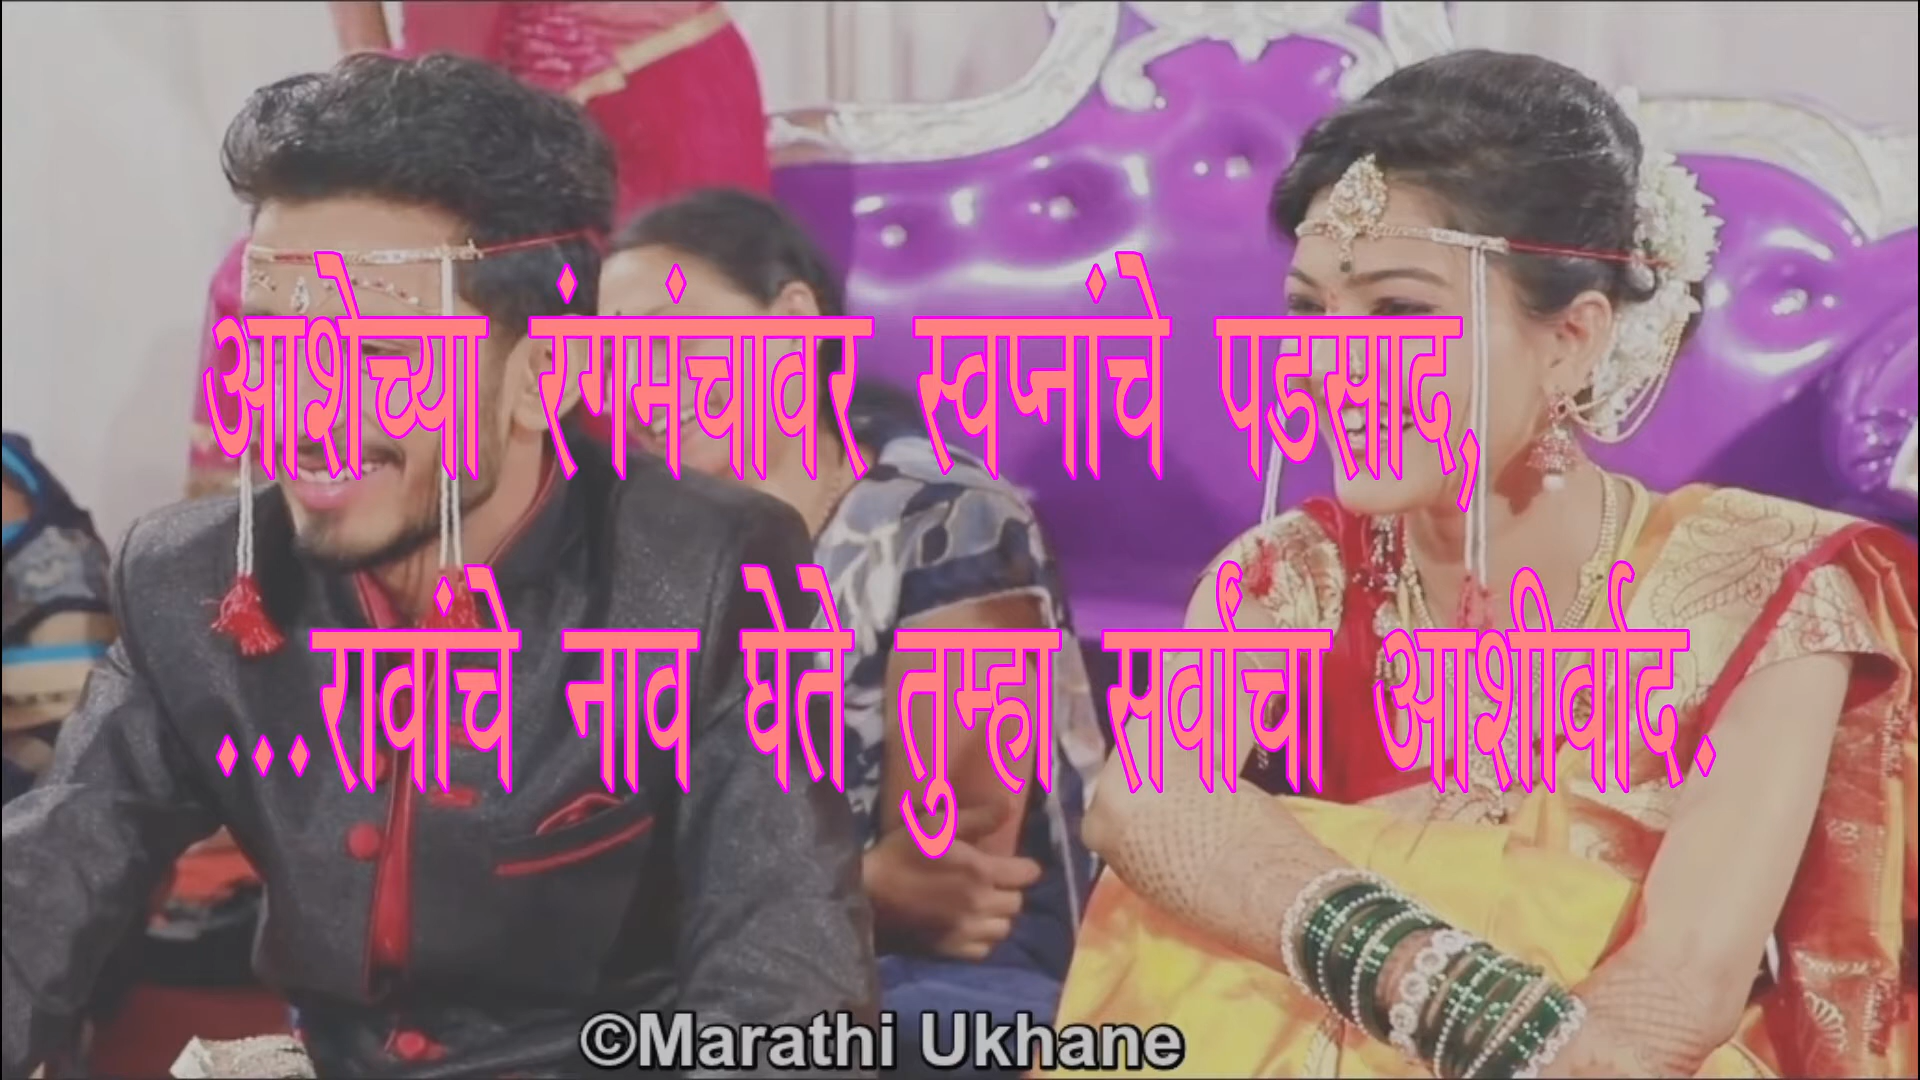 आशेच्या रंगमंचावर स्वप्नांचे पडसाद,
...रावांचे नाव घेते तुम्हा सर्वांचा आशीर्वाद.
©Marathi Ukhane